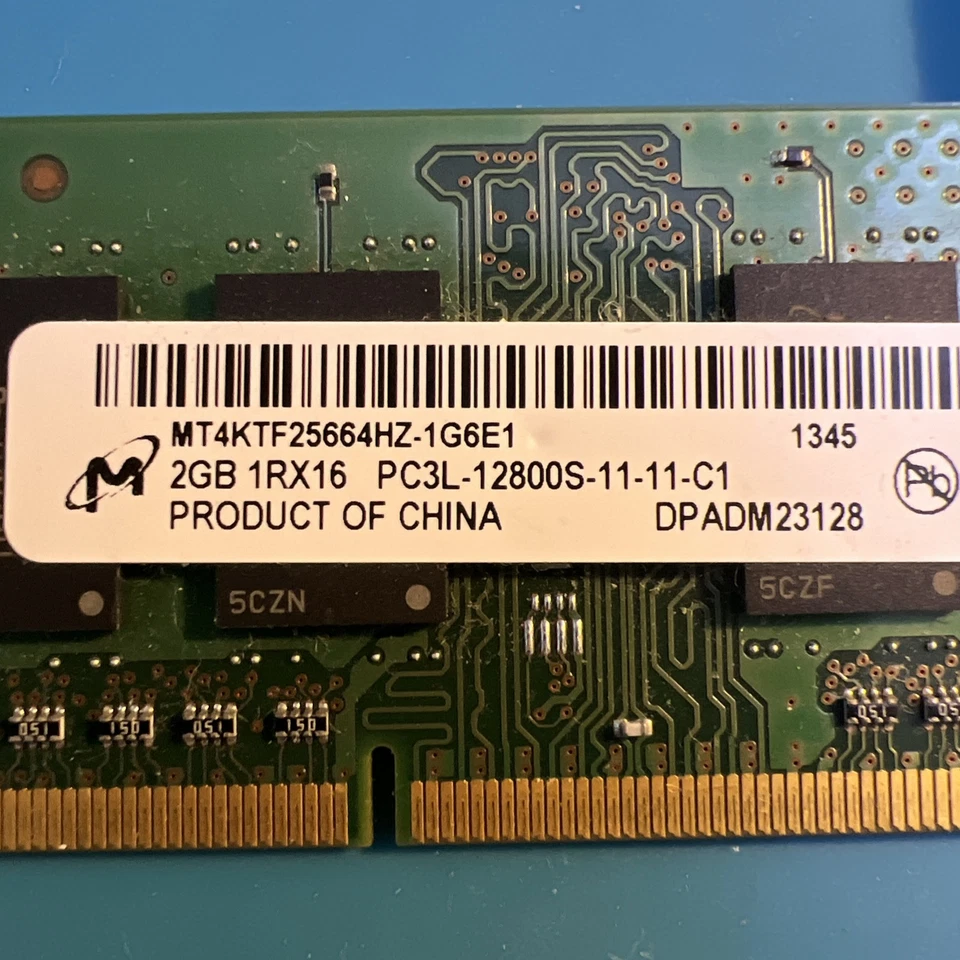 MT4KTF25664HZ-1G6E1 1345
2GB 1RX16 PC3L-12800S-11-11-C1
PRODUCT OF CHINA DPADM23128
Pb
5CZN 5CZF
051 150 051 150 051